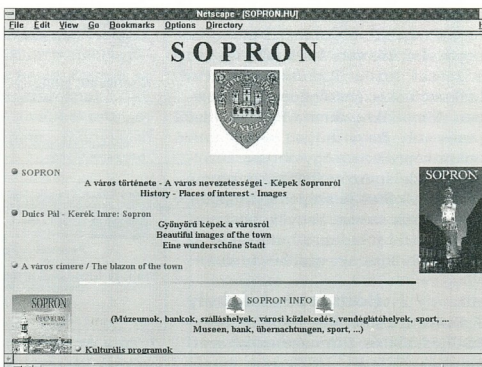 Netscape - [SOPRON.HU]
File Edit View Go Bookmarks Options Directory
SOPRON
SOPRON
A város története - A város nevezetességei - Képek Sopronról
History - Places of interest - Images
SOPRON
Duics Pál - Kerék Imre: Sopron
Gyönyőrű képek a városról
Beautiful images of the town
Eine wunderschöne Stadt
A város címere / The blazon of the town
SOPRON
SOPRON INFO
(Múzeumok, bankok, szálláshelyek, városi közlekedés, vendéglátóhelyek, sport, ...
Museen, bank, übernachtungen, sport, ...)
Kulturális programok